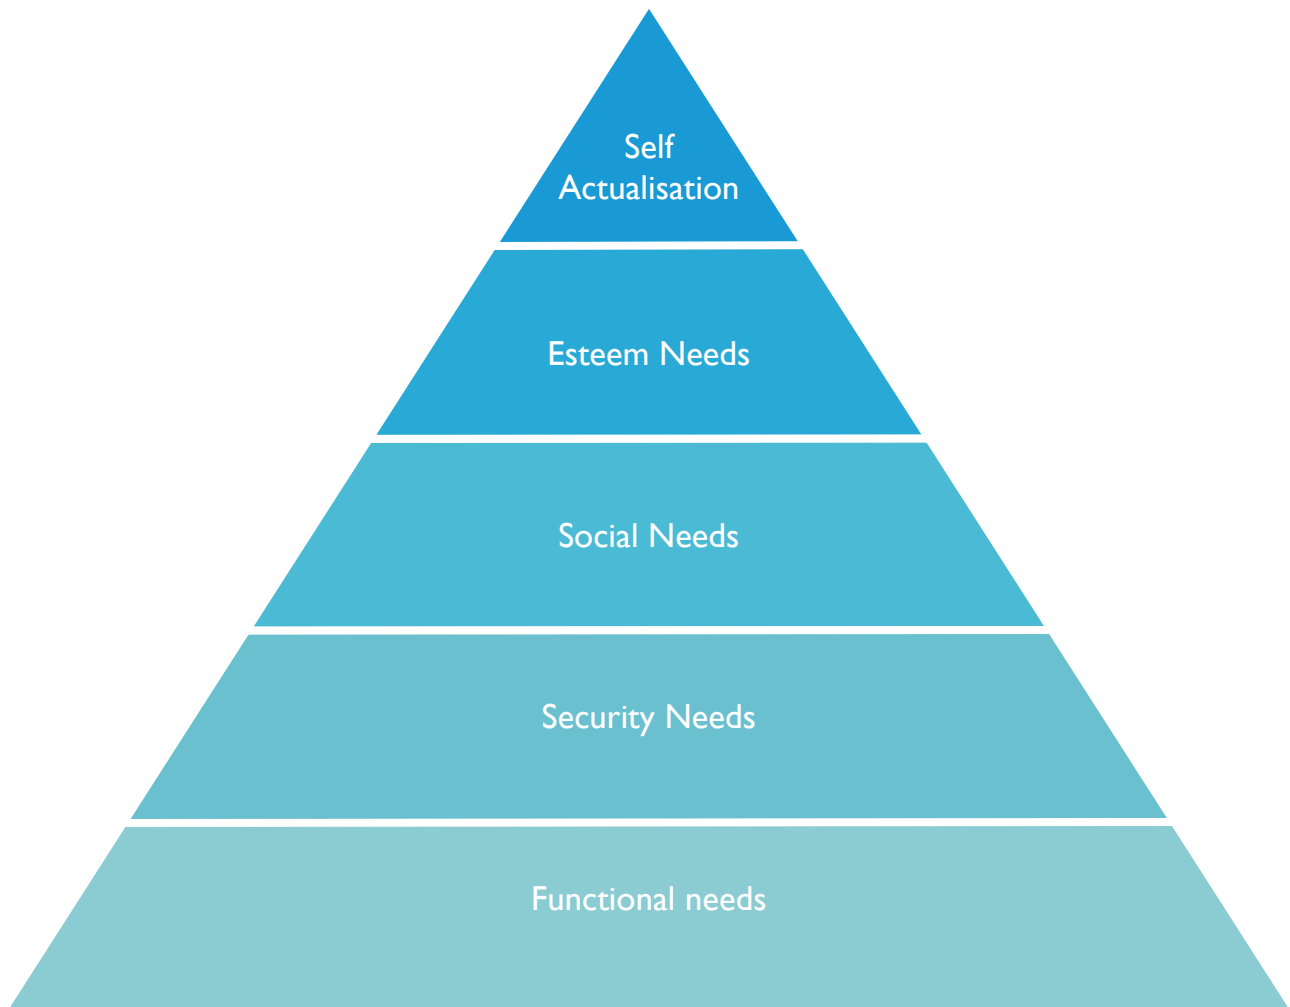 Self
Actualisation
Esteem Needs
Social Needs
Security Needs
Functional needs